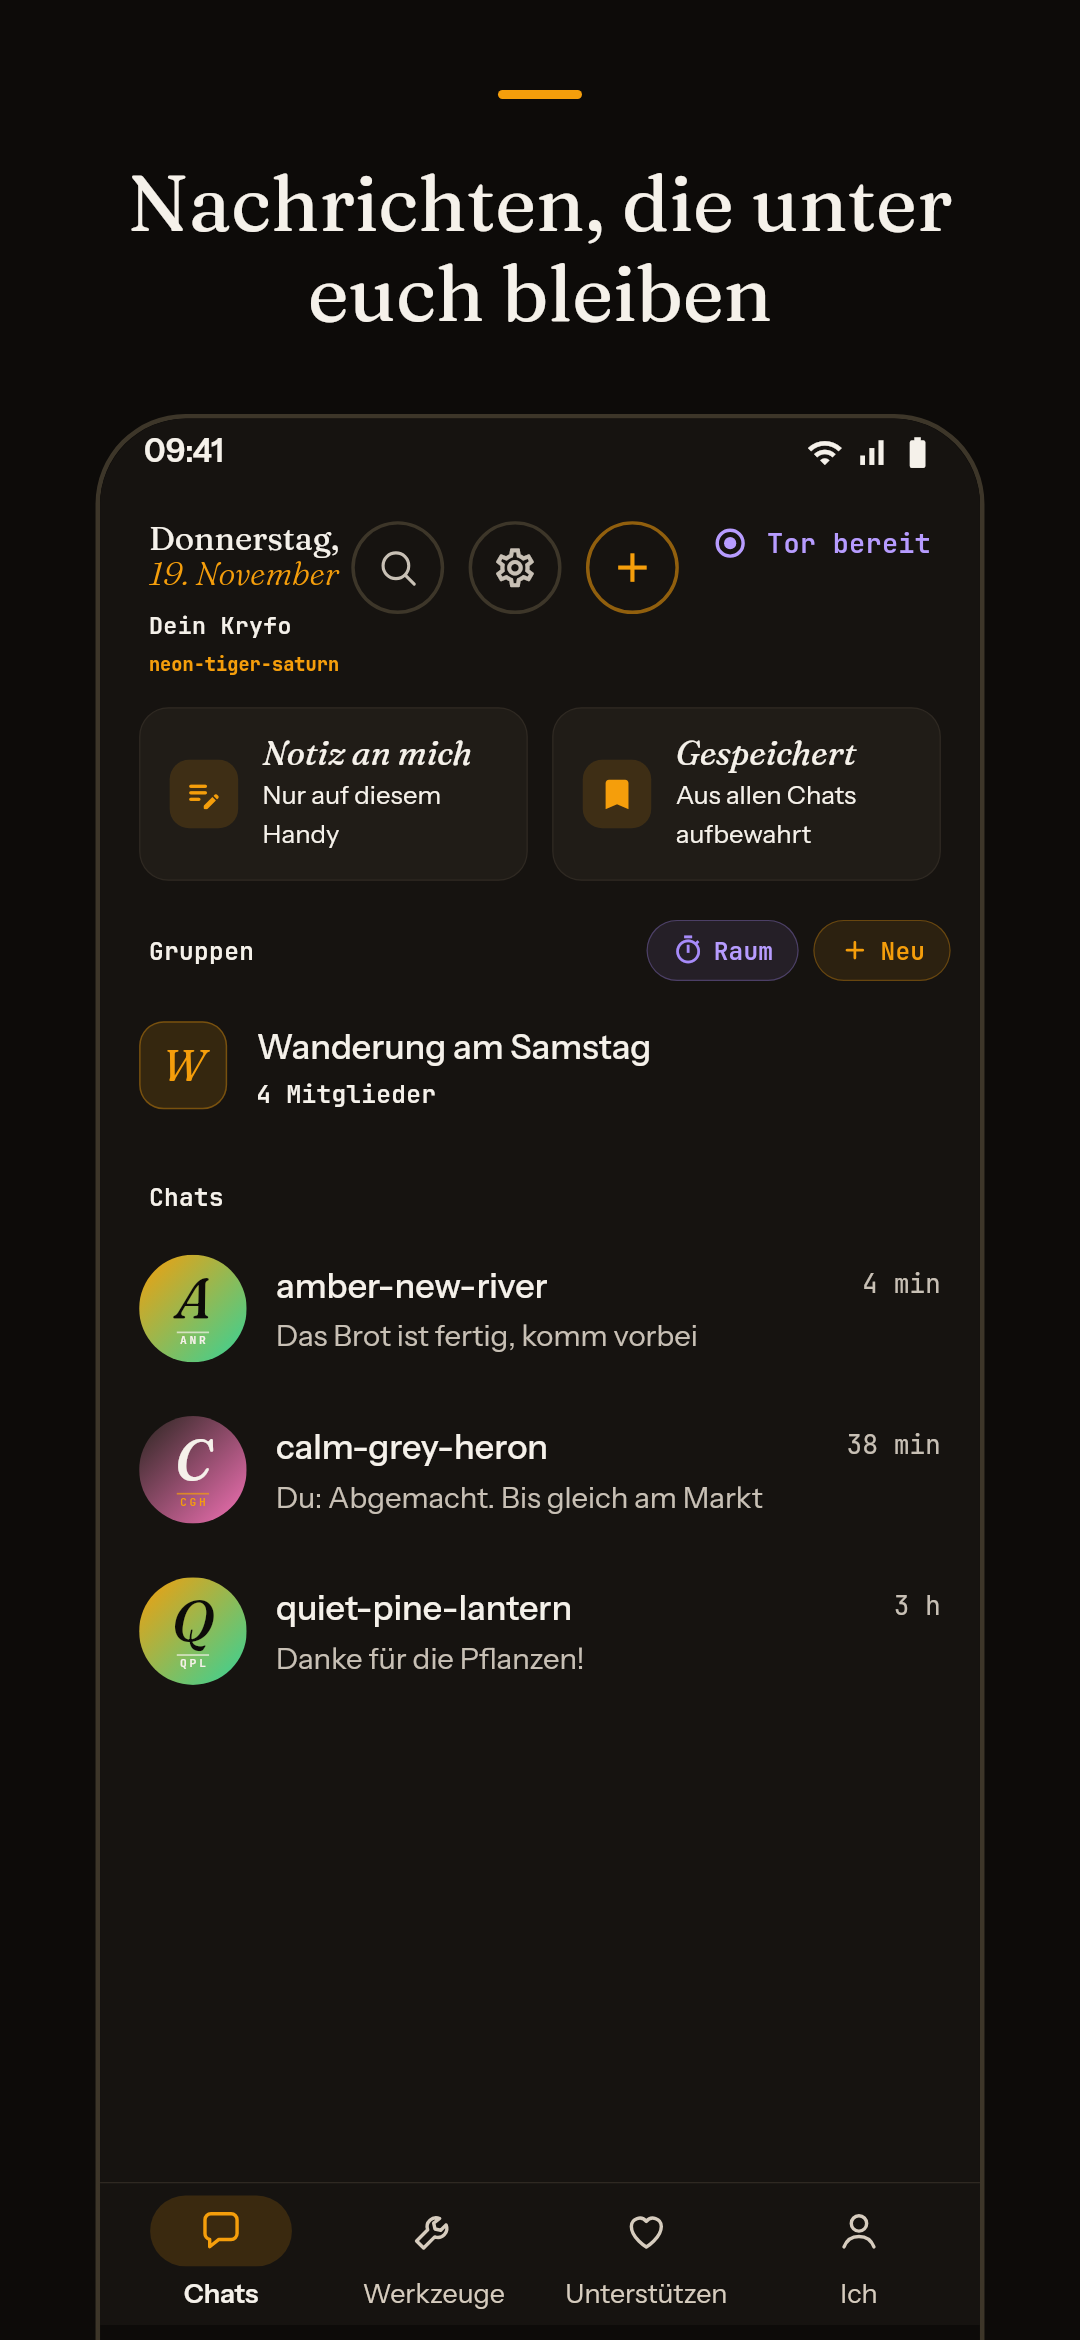 Nachrichten, die unter
euch bleiben
09:41
Donnerstag,
19. November
Tor bereit
Dein Kryfo
neon-tiger-saturn
Notiz an mich
Nur auf diesem
Handy
Gespeichert
Aus allen Chats
aufbewahrt
Gruppen
Raum
Neu
W
Wanderung am Samstag
4 Mitglieder
Chats
A
ANR
amber-new-river
4 min
Das Brot ist fertig, komm vorbei
C
CGH
calm-grey-heron
38 min
Du: Abgemacht. Bis gleich am Markt
Q
QPL
quiet-pine-lantern
3 h
Danke für die Pflanzen!
Chats
Werkzeuge
Unterstützen
Ich